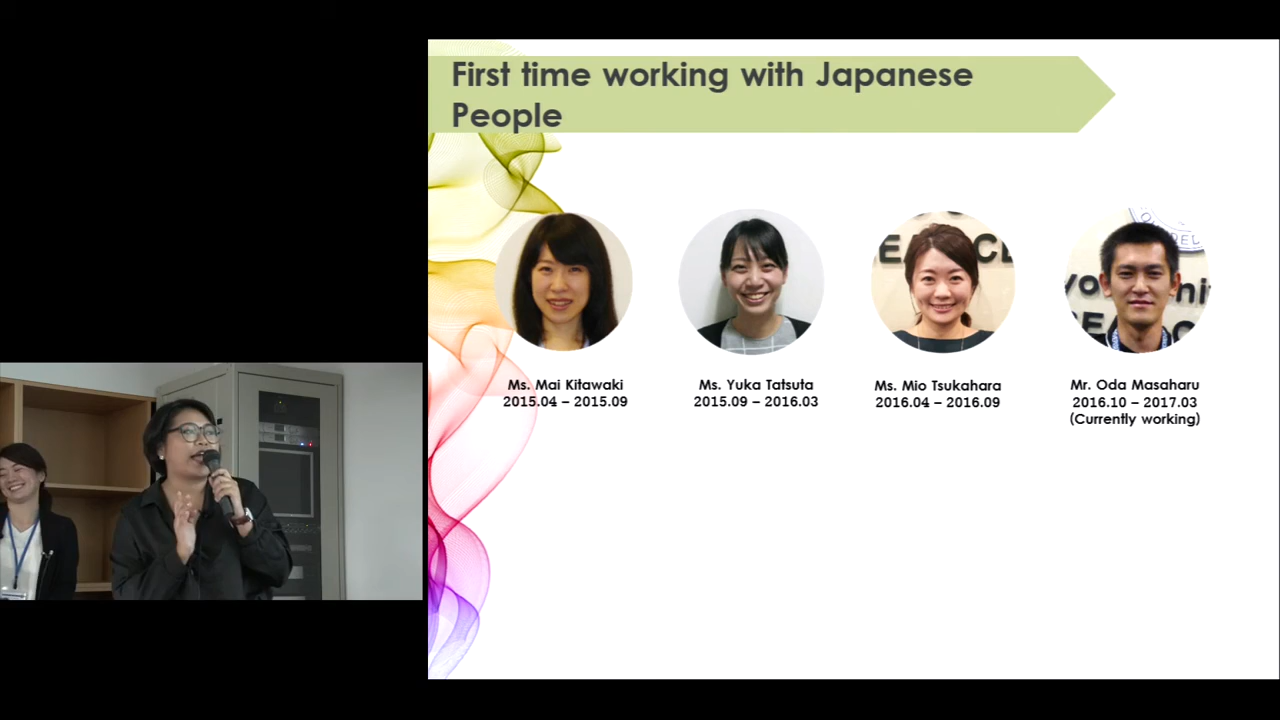 First time working with Japanese
People
Ms. Mai Kitawaki
2015.04 – 2015.09
Ms. Yuka Tatsuta
2015.09 – 2016.03
Ms. Mio Tsukahara
2016.04 – 2016.09
Mr. Oda Masaharu
2016.10 – 2017.03
(Currently working)